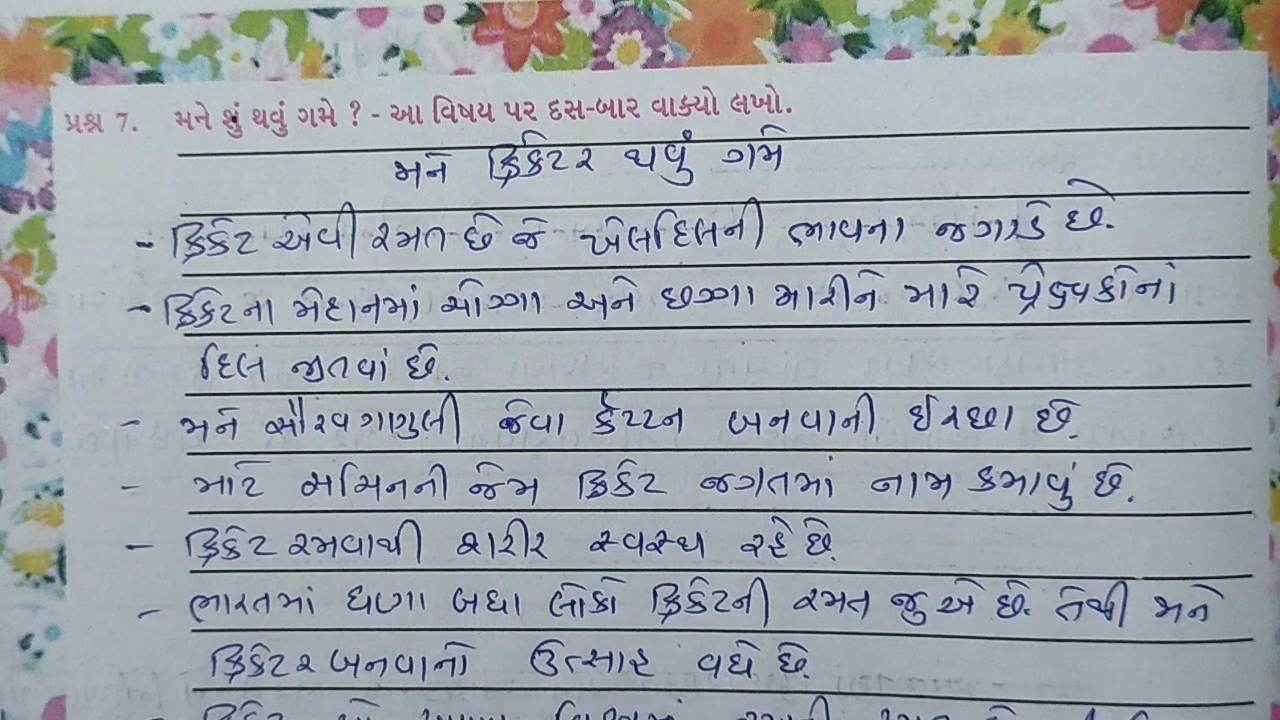 પ્રશ્ન 7. મને શું થવું ગમે ? - આ વિષય પર દસ-બાર વાક્યો લખો.
મને ક્રિકેટર થવું ગમે
- ક્રિકેટ એવી રમત છે જે ખેલદિલની ભાવના જગાડે છે.
- ક્રિકેટના મેદાનમાં ચોગ્ગા અને છગ્ગા મારીને મારે પ્રેક્ષકોનાં
દિલ જીતવાં છે.
- મને સૌરવગાગુલી જેવા કેપ્ટન બનવાની ઈચ્છા છે.
- મારે સચિનની જેમ ક્રિકેટ જગતમાં નામ કમાવું છે.
- ક્રિકેટ રમવાથી શરીર સ્વસ્થ રહે છે.
- ભારતમાં ઘણા બધા લોકો ક્રિકેટની રમત જુએ છે. તેથી મને
ક્રિકેટર બનવાનો ઉત્સાહ વધે છે.